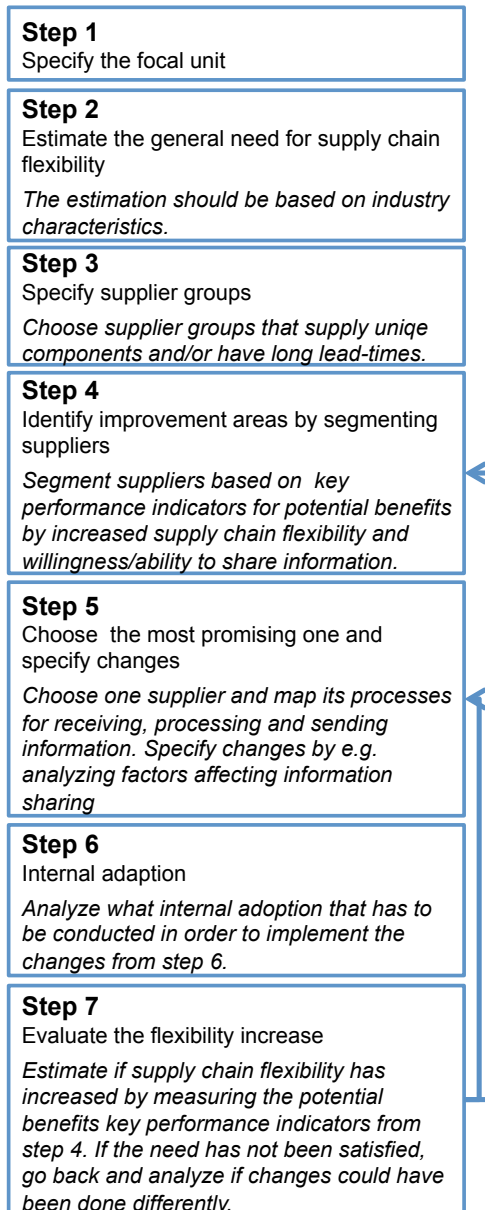 Step 1
Specify the focal unit
Step 2
Estimate the general need for supply chain
flexibility
The estimation should be based on industry
characteristics.
Step 3
Specify supplier groups
Choose supplier groups that supply uniqe
components and/or have long lead-times.
Step 4
Identify improvement areas by segmenting
suppliers
Segment suppliers based on key
performance indicators for potential benefits
by increased supply chain flexibility and
willingness/ability to share information.
Step 5
Choose the most promising one and
specify changes
Choose one supplier and map its processes
for receiving, processing and sending
information. Specify changes by e.g.
analyzing factors affecting information
sharing
Step 6
Internal adaption
Analyze what internal adoption that has to
be conducted in order to implement the
changes from step 6.
Step 7
Evaluate the flexibility increase
Estimate if supply chain flexibility has
increased by measuring the potential
benefits key performance indicators from
step 4. If the need has not been satisfied,
go back and analyze if changes could have
been done differently.